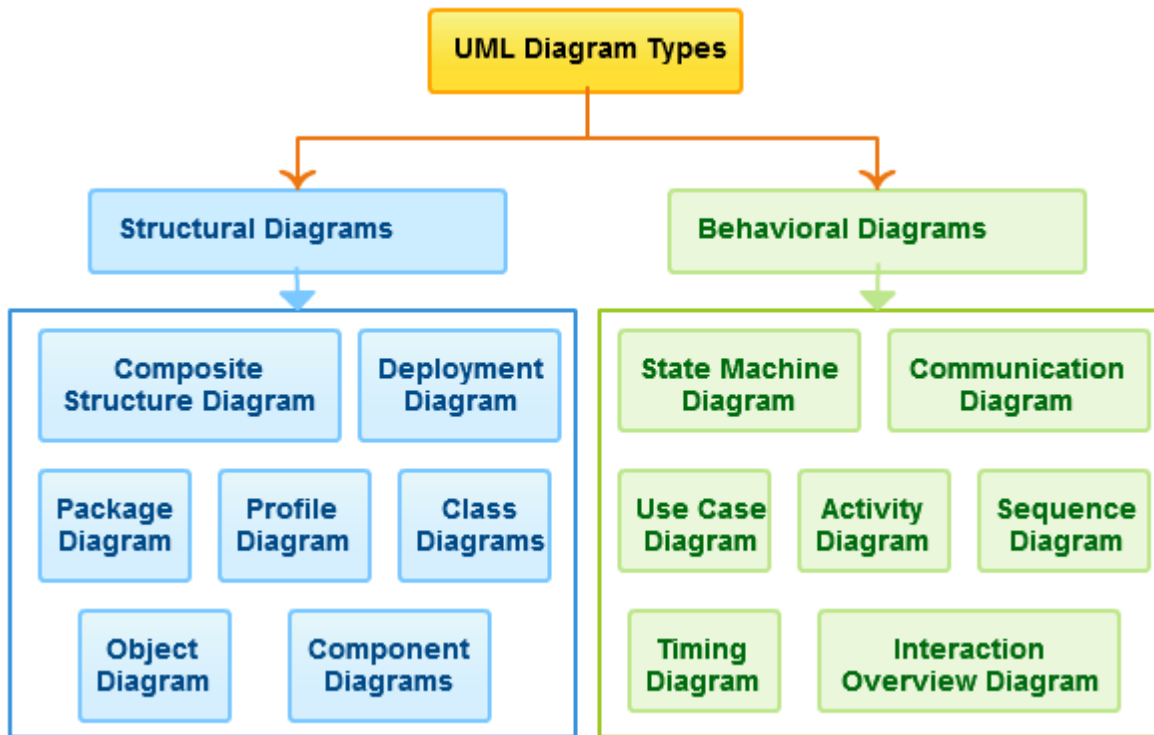 UML Diagram Types
Structural Diagrams
Behavioral Diagrams
Composite
Structure Diagram
Deployment
Diagram
Package
Diagram
Profile
Diagram
Class
Diagrams
Object
Diagram
Component
Diagrams
State Machine
Diagram
Communication
Diagram
Use Case
Diagram
Activity
Diagram
Sequence
Diagram
Timing
Diagram
Interaction
Overview Diagram